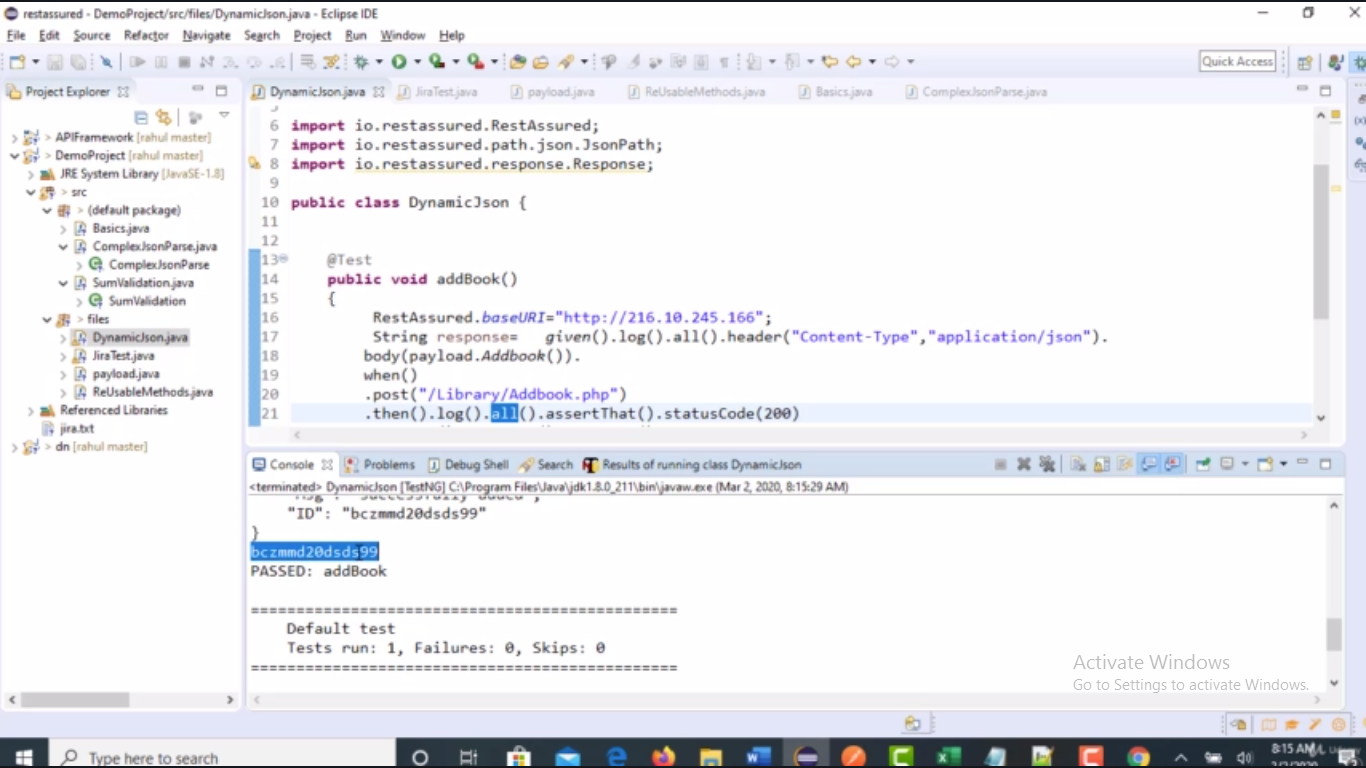 restassured - DemoProject/src/files/DynamicJson.java - Eclipse IDE
File Edit Source Refactor Navigate Search Project Run Window Help
Quick Access
Project Explorer
DynamicJson.java JiraTest.java payload.java ReUsableMethods.java Basics.java ComplexJsonParse.java
> APIFramework [rahul master]
> DemoProject [rahul master]
JRE System Library [JavaSE-1.8]
> src
> (default package)
Basics.java
ComplexJsonParse.java
ComplexJsonParse
SumValidation.java
SumValidation
> files
DynamicJson.java
JiraTest.java
payload.java
ReUsableMethods.java
Referenced Libraries
jira.txt
> dn [rahul master]
6 import io.restassured.RestAssured;
7 import io.restassured.path.json.JsonPath;
8 import io.restassured.response.Response;
9
10 public class DynamicJson {
11
12
13 @Test
14 public void addBook()
15 {
16 RestAssured.baseURI="http://216.10.245.166";
17 String response= given().log().all().header("Content-Type","application/json").
18 body(payload.Addbook()).
19 when()
20 .post("/Library/Addbook.php")
21 .then().log().all().assertThat().statusCode(200)
Console Problems Debug Shell Search Results of running class DynamicJson
<terminated> DynamicJson [TestNG] C:\Program Files\Java\jdk1.8.0_211\bin\javaw.exe (Mar 2, 2020, 8:15:29 AM)
"ID": "bczmmd20dsds99"
}
bczmmd20dsds99
PASSED: addBook
===============================================
Default test
Tests run: 1, Failures: 0, Skips: 0
===============================================
Activate Windows
Go to Settings to activate Windows.
Type here to search
8:15 AM